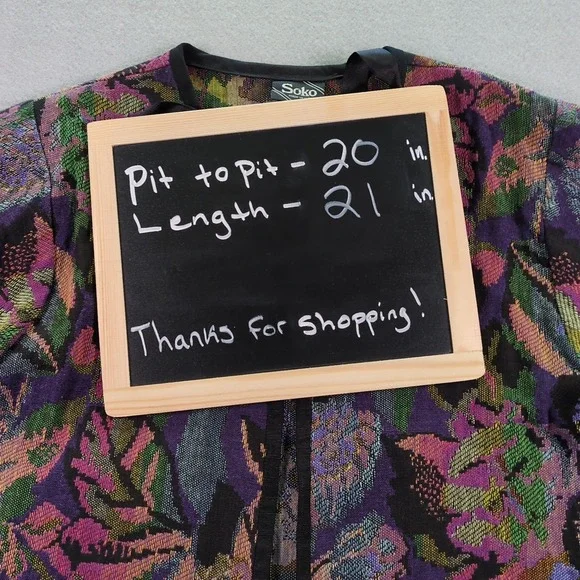 Soko
Pit to pit - 20 in.
Length - 21 in.
Thanks for shopping!